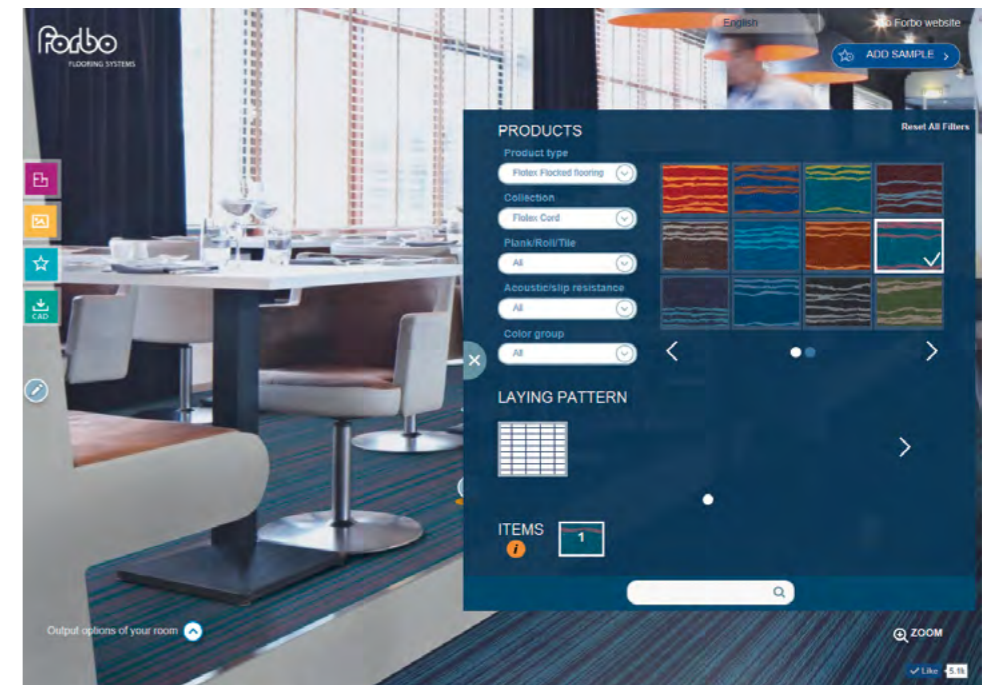 Forbo
FLOORING SYSTEMS
English
Forbo website
ADD SAMPLE
PRODUCTS
Reset All Filters
Product type
Flotex Flocked flooring
Collection
Flotex Cord
Plank/Roll/Tile
All
Acoustic/slip resistance
All
Color group
All
CAD
LAYING PATTERN
ITEMS
i
1
Output options of your room
ZOOM
Like
5.1k